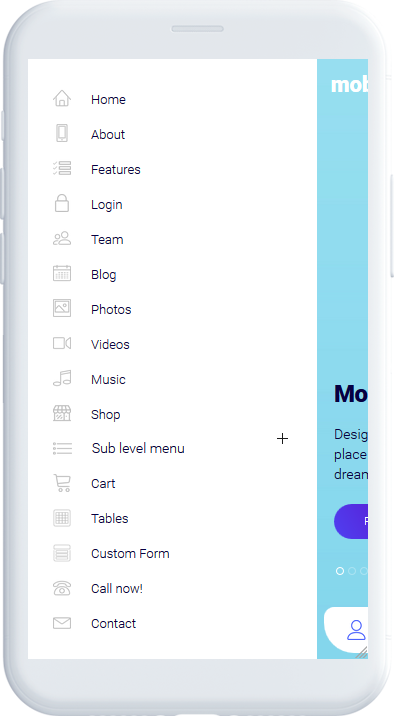 Home
About
Features
Login
Team
Blog
Photos
Videos
Music
Shop
Sub level menu
Cart
Tables
Custom Form
Call now!
Contact
mob
Mo
Desig
place
drean